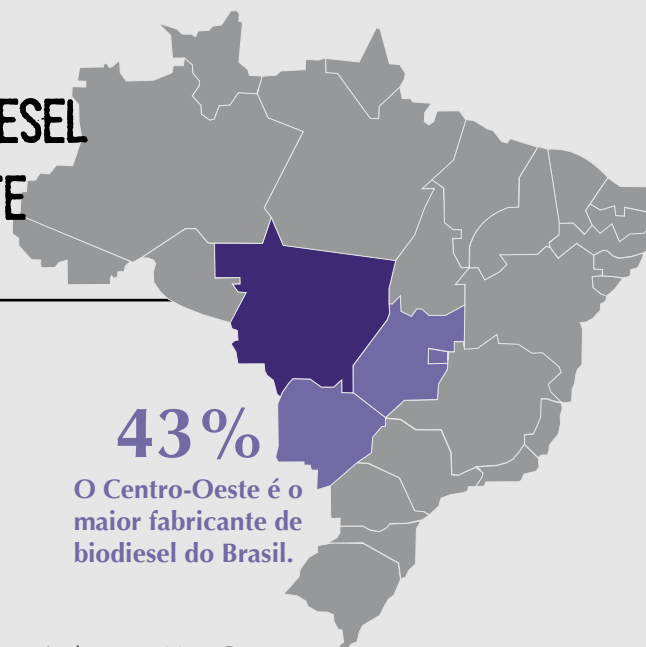 ESEL
TE
43%
O Centro-Oeste é o
maior fabricante de
biodiesel do Brasil.